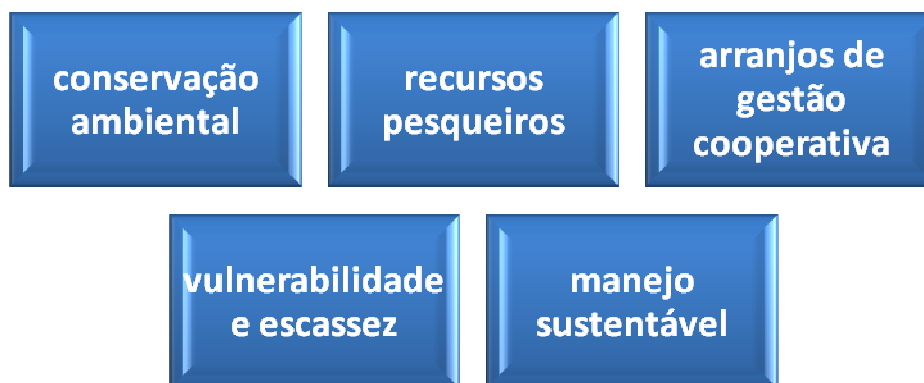 conservação
ambiental
recursos
pesqueiros
arranjos de
gestão
cooperativa
vulnerabilidade
e escassez
manejo
sustentável